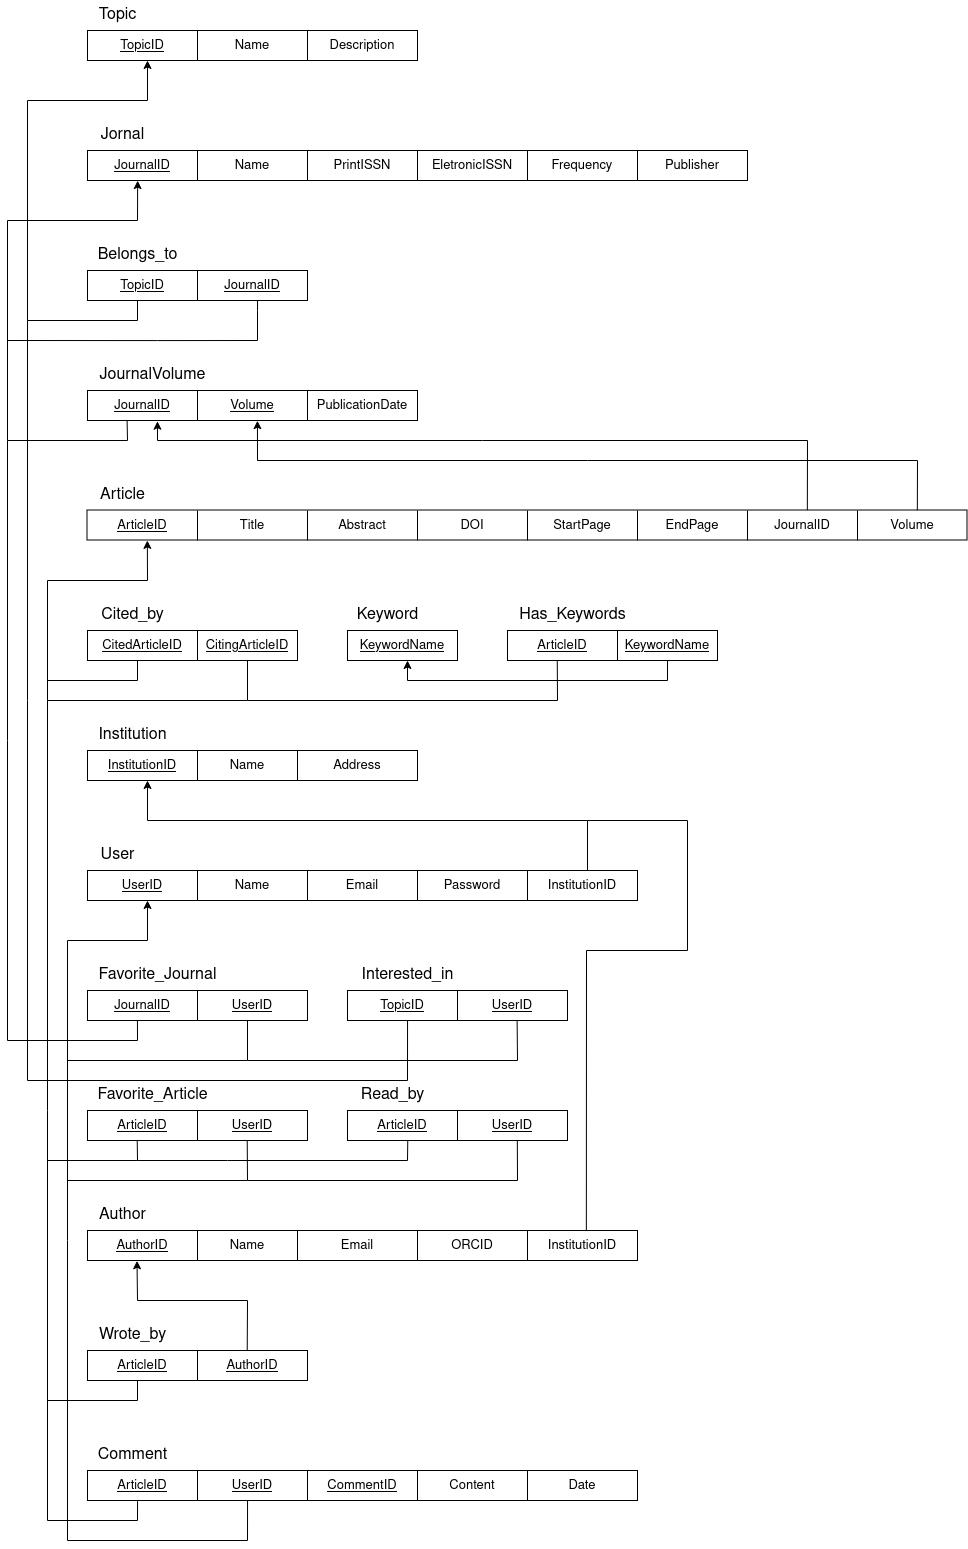 Topic
TopicID Name Description
Jornal
JournalID Name PrintISSN EletronicISSN Frequency Publisher
Belongs_to
TopicID JournalID
JournalVolume
JournalID Volume PublicationDate
Article
ArticleID Title Abstract DOI StartPage EndPage JournalID Volume
Cited_by Keyword Has_Keywords
CitedArticleID CitingArticleID KeywordName ArticleID KeywordName
Institution
InstitutionID Name Address
User
UserID Name Email Password InstitutionID
Favorite_Journal Interested_in
JournalID UserID TopicID UserID
Favorite_Article Read_by
ArticleID UserID ArticleID UserID
Author
AuthorID Name Email ORCID InstitutionID
Wrote_by
ArticleID AuthorID
Comment
ArticleID UserID CommentID Content Date